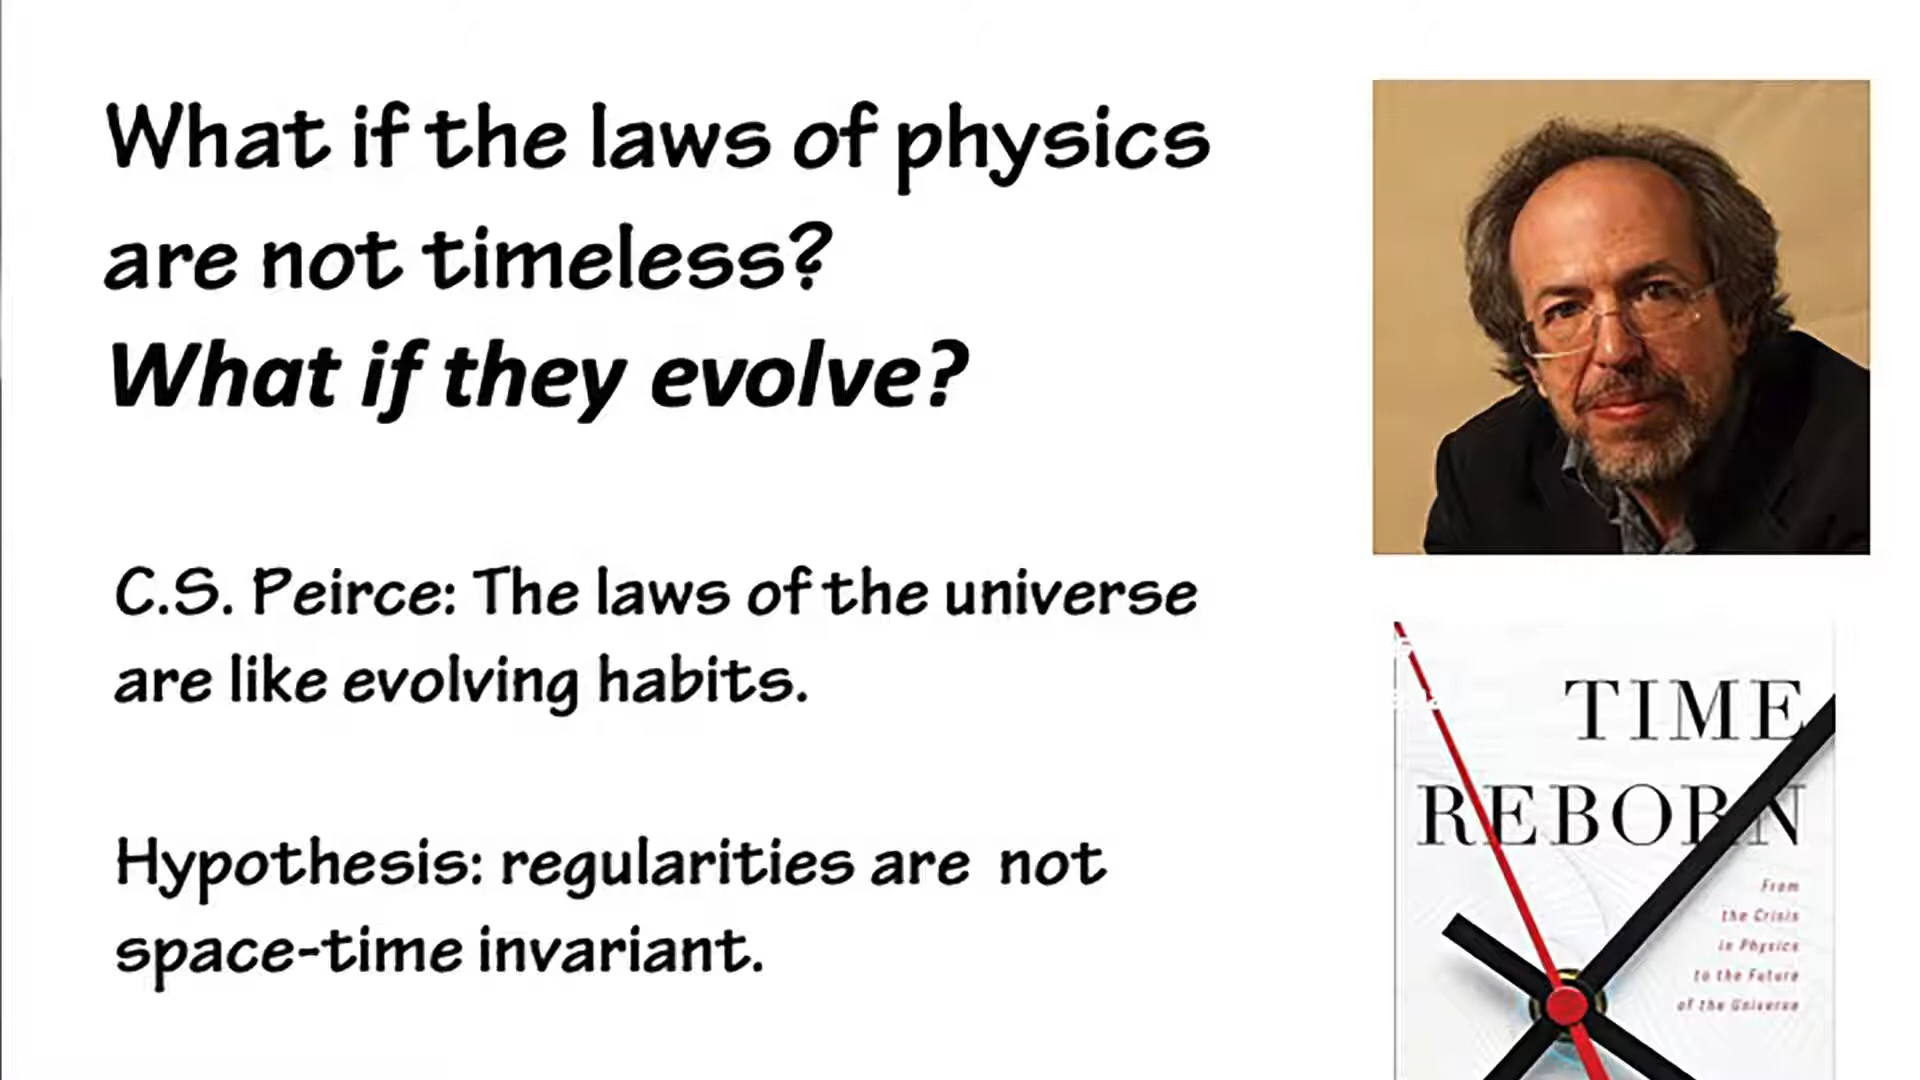 What if the laws of physics
are not timeless?
What if they evolve?
C.S. Peirce: The laws of the universe
are like evolving habits.
Hypothesis: regularities are not
space-time invariant.
TIME
REBORN
From
the Crisis
in Physics
to the Future
of the Universe